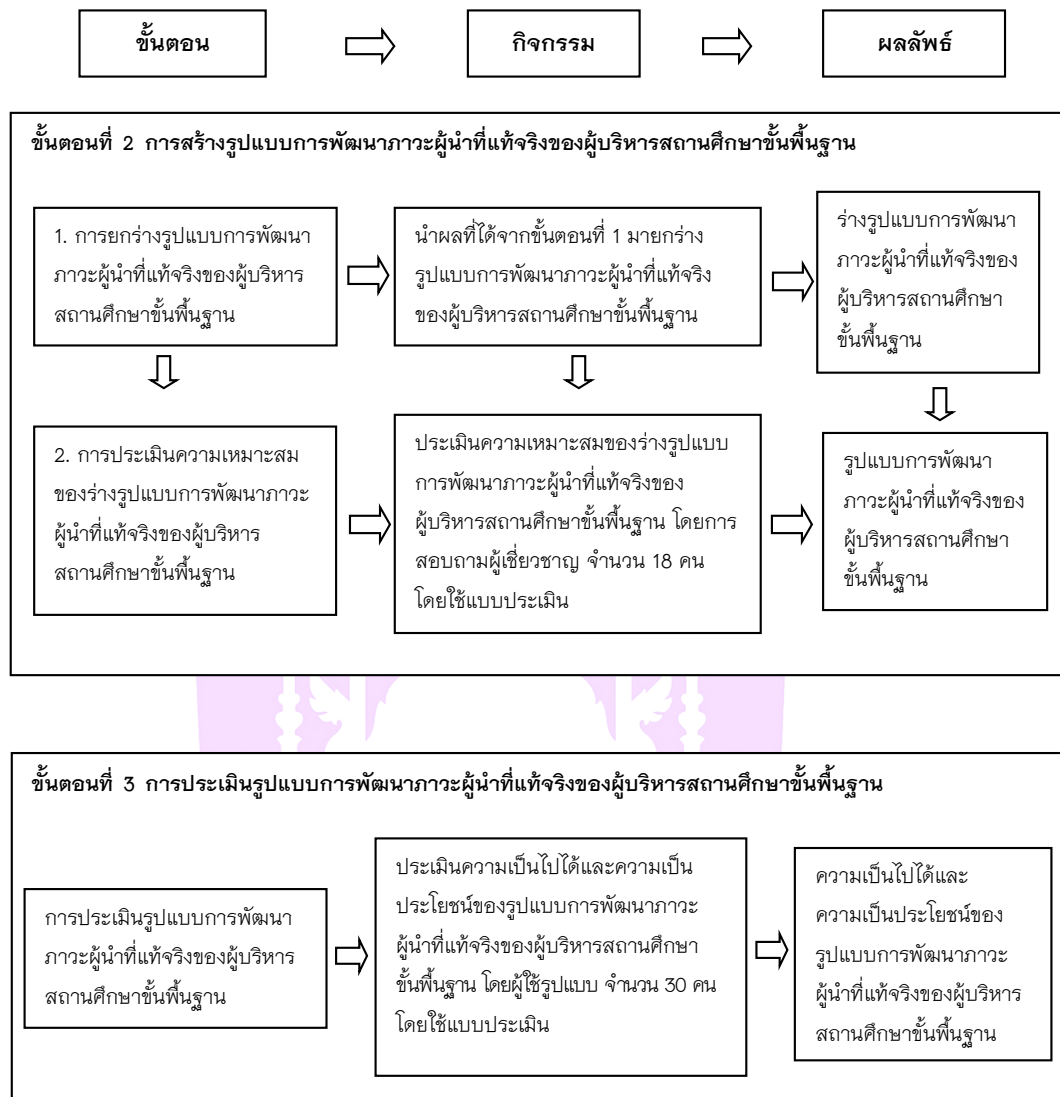 ขั้นตอน
กิจกรรม
ผลลัพธ์
ขั้นตอนที่ 2 การสร้างรูปแบบการพัฒนาภาวะผู้นำที่แท้จริงของผู้บริหารสถานศึกษาขั้นพื้นฐาน
1. การยกร่างรูปแบบการพัฒนา
ภาวะผู้นำที่แท้จริงของผู้บริหาร
สถานศึกษาขั้นพื้นฐาน
นำผลที่ได้จากขั้นตอนที่ 1 มายกร่าง
รูปแบบการพัฒนาภาวะผู้นำที่แท้จริง
ของผู้บริหารสถานศึกษาขั้นพื้นฐาน
ร่างรูปแบบการพัฒนา
ภาวะผู้นำที่แท้จริงของ
ผู้บริหารสถานศึกษา
ขั้นพื้นฐาน
2. การประเมินความเหมาะสม
ของร่างรูปแบบการพัฒนาภาวะ
ผู้นำที่แท้จริงของผู้บริหาร
สถานศึกษาขั้นพื้นฐาน
ประเมินความเหมาะสมของร่างรูปแบบ
การพัฒนาภาวะผู้นำที่แท้จริงของ
ผู้บริหารสถานศึกษาขั้นพื้นฐาน โดยการ
สอบถามผู้เชี่ยวชาญ จำนวน 18 คน
โดยใช้แบบประเมิน
รูปแบบการพัฒนา
ภาวะผู้นำที่แท้จริงของ
ผู้บริหารสถานศึกษา
ขั้นพื้นฐาน
ขั้นตอนที่ 3 การประเมินรูปแบบการพัฒนาภาวะผู้นำที่แท้จริงของผู้บริหารสถานศึกษาขั้นพื้นฐาน
การประเมินรูปแบบการพัฒนา
ภาวะผู้นำที่แท้จริงของผู้บริหาร
สถานศึกษาขั้นพื้นฐาน
ประเมินความเป็นไปได้และความเป็น
ประโยชน์ของรูปแบบการพัฒนาภาวะ
ผู้นำที่แท้จริงของผู้บริหารสถานศึกษา
ขั้นพื้นฐาน โดยผู้ใช้รูปแบบ จำนวน 30 คน
โดยใช้แบบประเมิน
ความเป็นไปได้และ
ความเป็นประโยชน์ของ
รูปแบบการพัฒนาภาวะ
ผู้นำที่แท้จริงของผู้บริหาร
สถานศึกษาขั้นพื้นฐาน